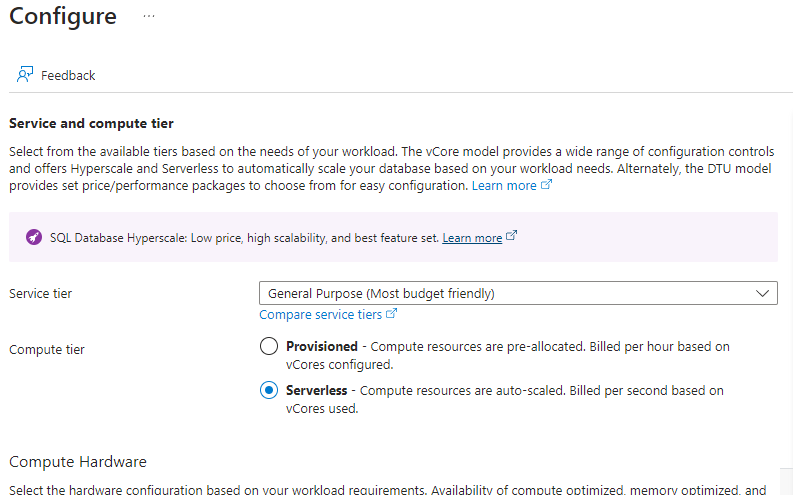 Configure ...
Feedback
Service and compute tier
Select from the available tiers based on the needs of your workload. The vCore model provides a wide range of configuration controls
and offers Hyperscale and Serverless to automatically scale your database based on your workload needs. Alternately, the DTU model
provides set price/performance packages to choose from for easy configuration. Learn more
SQL Database Hyperscale: Low price, high scalability, and best feature set. Learn more
Service tier
General Purpose (Most budget friendly)
Compare service tiers
Compute tier
Provisioned - Compute resources are pre-allocated. Billed per hour based on
vCores configured.
Serverless - Compute resources are auto-scaled. Billed per second based on
vCores used.
Compute Hardware
Select the hardware configuration based on your workload requirements. Availability of compute optimized, memory optimized, and